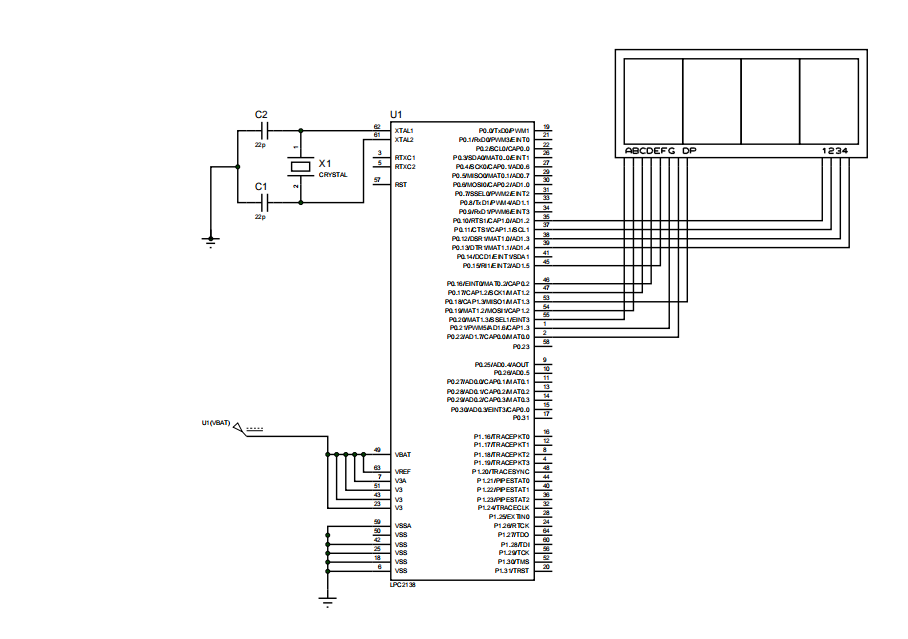 ABCDEFG DP
1234
C2
22p
X1
CRYSTAL
1
2
C1
22p
U1
62 XTAL1
61 XTAL2
3 RTXC1
5 RTXC2
57 RST
P0.0/TxD0/PWM1 19
P0.1/RxD0/PWM3/EINT0 21
P0.2/SCL0/CAP0.0 22
P0.3/SDA0/MAT0.0/EINT1 26
P0.4/SCK0/CAP0.1/AD0.6 27
P0.5/MISO0/MAT0.1/AD0.7 29
P0.6/MOSI0/CAP0.2/AD1.0 30
P0.7/SSEL0/PWM2/EINT2 31
P0.8/TxD1/PWM4/AD1.1 33
P0.9/RxD1/PWM6/EINT3 34
P0.10/RTS1/CAP1.0/AD1.2 35
P0.11/CTS1/CAP1.1/SCL1 37
P0.12/DSR1/MAT1.0/AD1.3 38
P0.13/DTR1/MAT1.1/AD1.4 39
P0.14/DCD1/EINT1/SDA1 41
P0.15/RI1/EINT2/AD1.5 45
P0.16/EINT0/MAT0.2/CAP0.2 46
P0.17/CAP1.2/SCK1/MAT1.2 47
P0.18/CAP1.3/MISO1/MAT1.3 53
P0.19/MAT1.2/MOSI1/CAP1.2 54
P0.20/MAT1.3/SSEL1/EINT3 55
P0.21/PWM5/AD1.6/CAP1.3 1
P0.22/AD1.7/CAP0.0/MAT0.0 2
P0.23 58
P0.25/AD0.4/AOUT 9
P0.26/AD0.5 10
P0.27/AD0.0/CAP0.1/MAT0.1 11
P0.28/AD0.1/CAP0.2/MAT0.2 13
P0.29/AD0.2/CAP0.3/MAT0.3 14
P0.30/AD0.3/EINT3/CAP0.0 15
P0.31 17
U1(VBAT)
49 VBAT
63 VREF
7 V3A
51 V3
43 V3
23 V3
59 VSSA
50 VSS
42 VSS
25 VSS
18 VSS
6 VSS
P1.16/TRACEPKT0 16
P1.17/TRACEPKT1 12
P1.18/TRACEPKT2 8
P1.19/TRACEPKT3 4
P1.20/TRACESYNC 48
P1.21/PIPESTAT0 44
P1.22/PIPESTAT1 40
P1.23/PIPESTAT2 36
P1.24/TRACECLK 32
P1.25/EXTIN0 28
P1.26/RTCK 24
P1.27/TDO 64
P1.28/TDI 60
P1.29/TCK 56
P1.30/TMS 52
P1.31/TRST 20
LPC2138